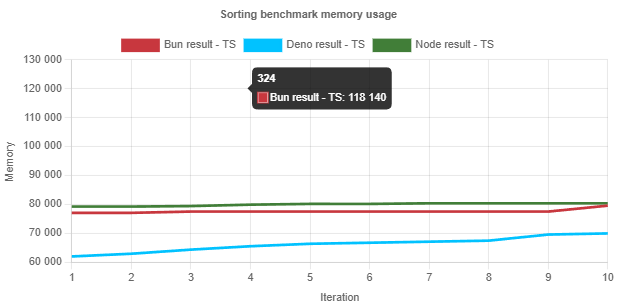 Sorting benchmark memory usage
Bun result - TS Deno result - TS Node result - TS
130 000
120 000
110 000
100 000
90 000
80 000
70 000
60 000
Memory
324
Bun result - TS: 118 140
1 2 3 4 5 6 7 8 9 10
Iteration